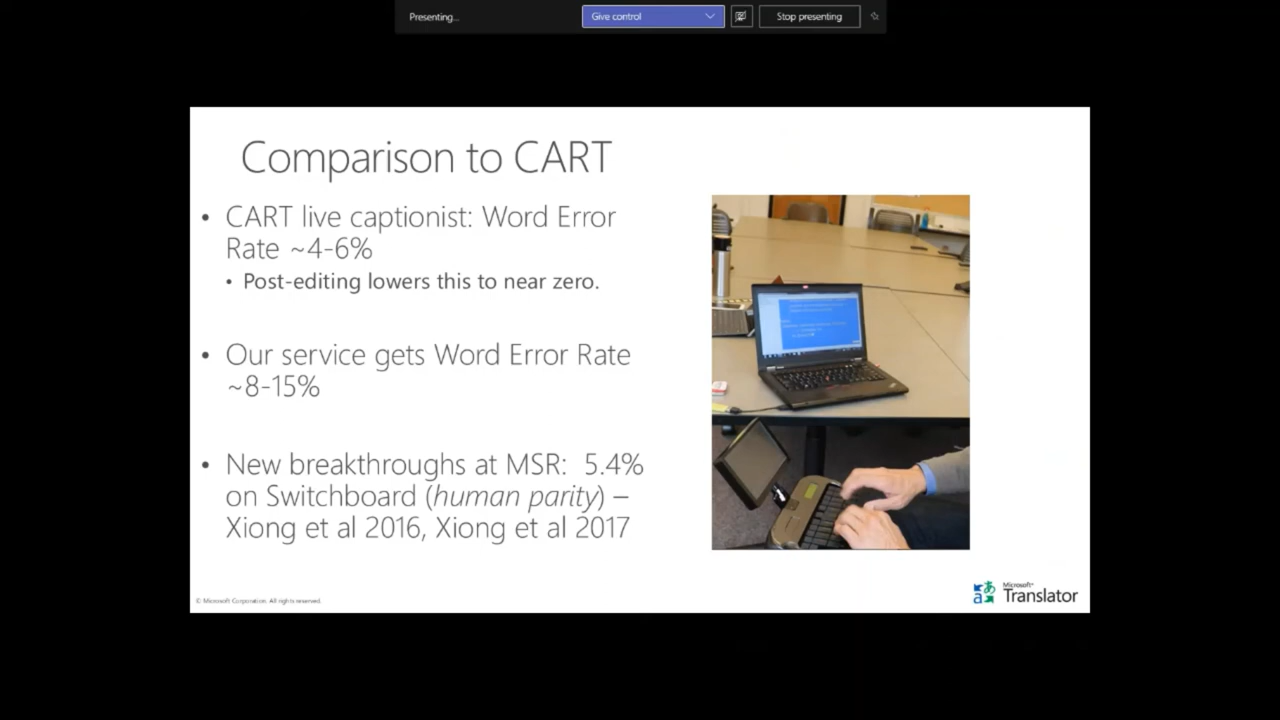 Presenting...
Give control
Stop presenting
Comparison to CART
• CART live captionist: Word Error
Rate ~4-6%
• Post-editing lowers this to near zero.
• Our service gets Word Error Rate
~8-15%
• New breakthroughs at MSR: 5.4%
on Switchboard (human parity) –
Xiong et al 2016, Xiong et al 2017
© Microsoft Corporation. All rights reserved.
Microsoft®
Translator